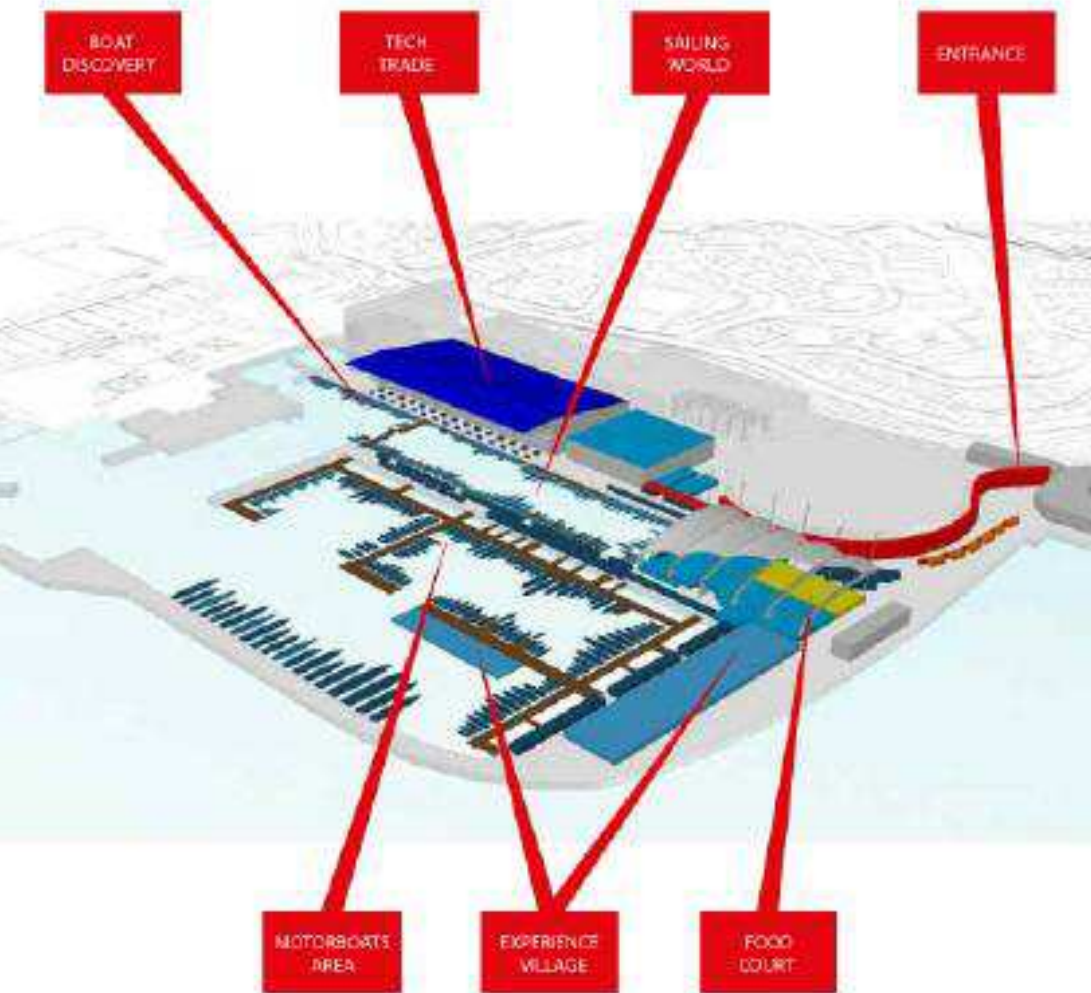 BOAT
DISCOVERY
TECH
TRADE
SAILING
WORLD
ENTRANCE
MOTORBOATS
AREA
EXPERIENCE
VILLAGE
FOOD
COURT